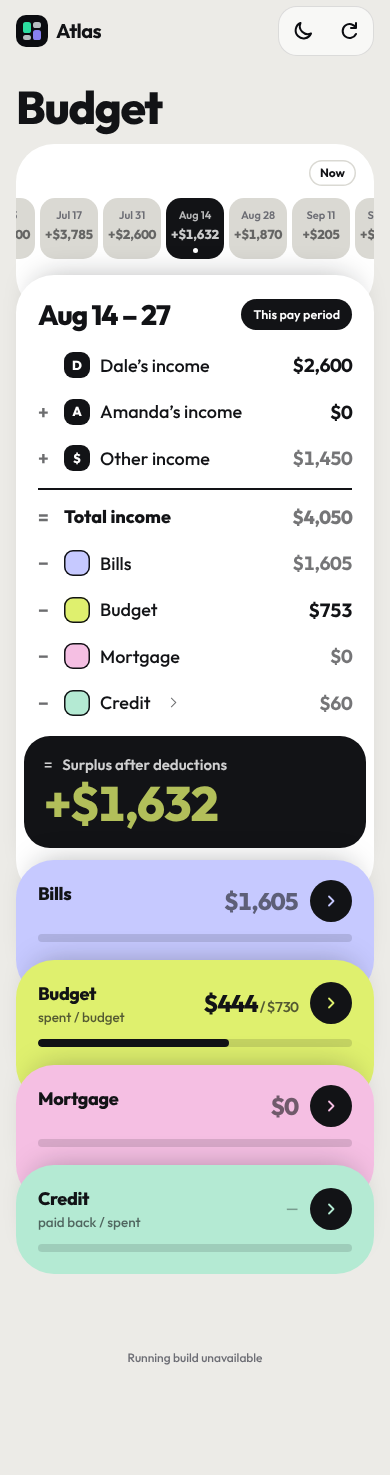 Atlas
Budget
Now
Jul 17
Jul 31
Aug 14
Aug 28
Sep 11
+$3,785
+$2,600
+$1,632
+$1,870
+$205
Aug 14 – 27
This pay period
D Dale's income $2,600
+ A Amanda's income $0
+ $ Other income $1,450
= Total income $4,050
− Bills $1,605
− Budget $753
− Mortgage $0
− Credit > $60
= Surplus after deductions
+$1,632
Bills
$1,605
Budget
spent / budget
$444 / $730
Mortgage
$0
Credit
paid back / spent
–
Running build unavailable